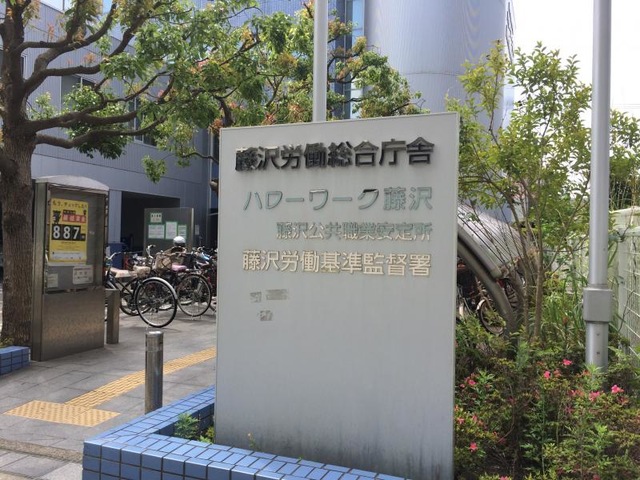 藤沢労働総合庁舎
ハローワーク藤沢
藤沢公共職業安定所
藤沢労働基準監督署
887